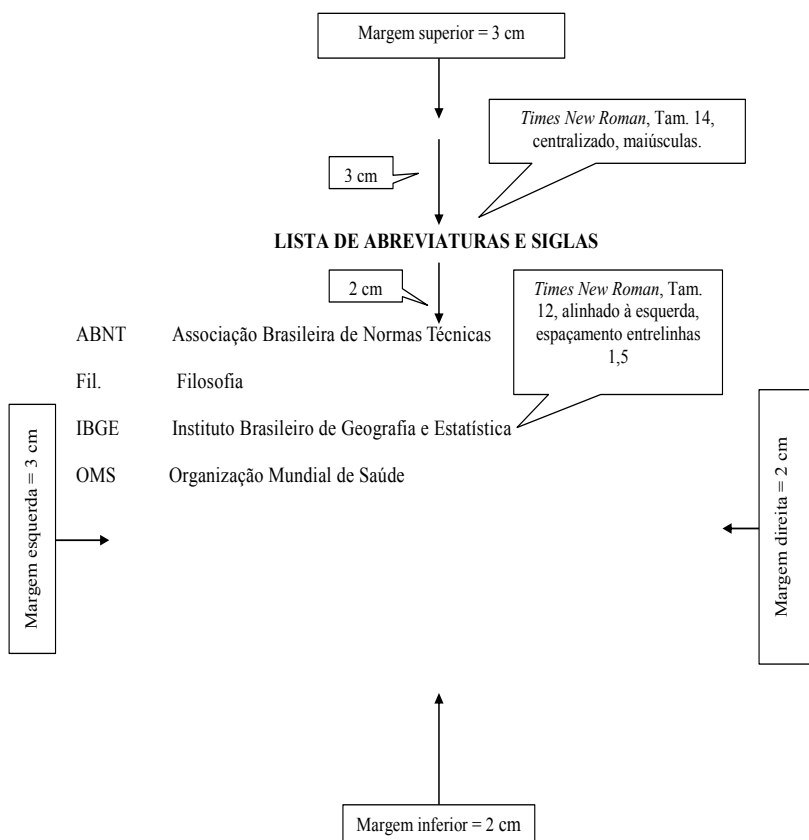 Margem superior = 3 cm
Times New Roman, Tam. 14,
centralizado, maiúsculas.
3 cm
LISTA DE ABREVIATURAS E SIGLAS
2 cm
Times New Roman, Tam.
12, alinhado à esquerda,
espaçamento entrelinhas
1,5
ABNT Associação Brasileira de Normas Técnicas
Fil. Filosofia
IBGE Instituto Brasileiro de Geografia e Estatística
OMS Organização Mundial de Saúde
Margem esquerda = 3 cm
Margem direita = 2 cm
Margem inferior = 2 cm